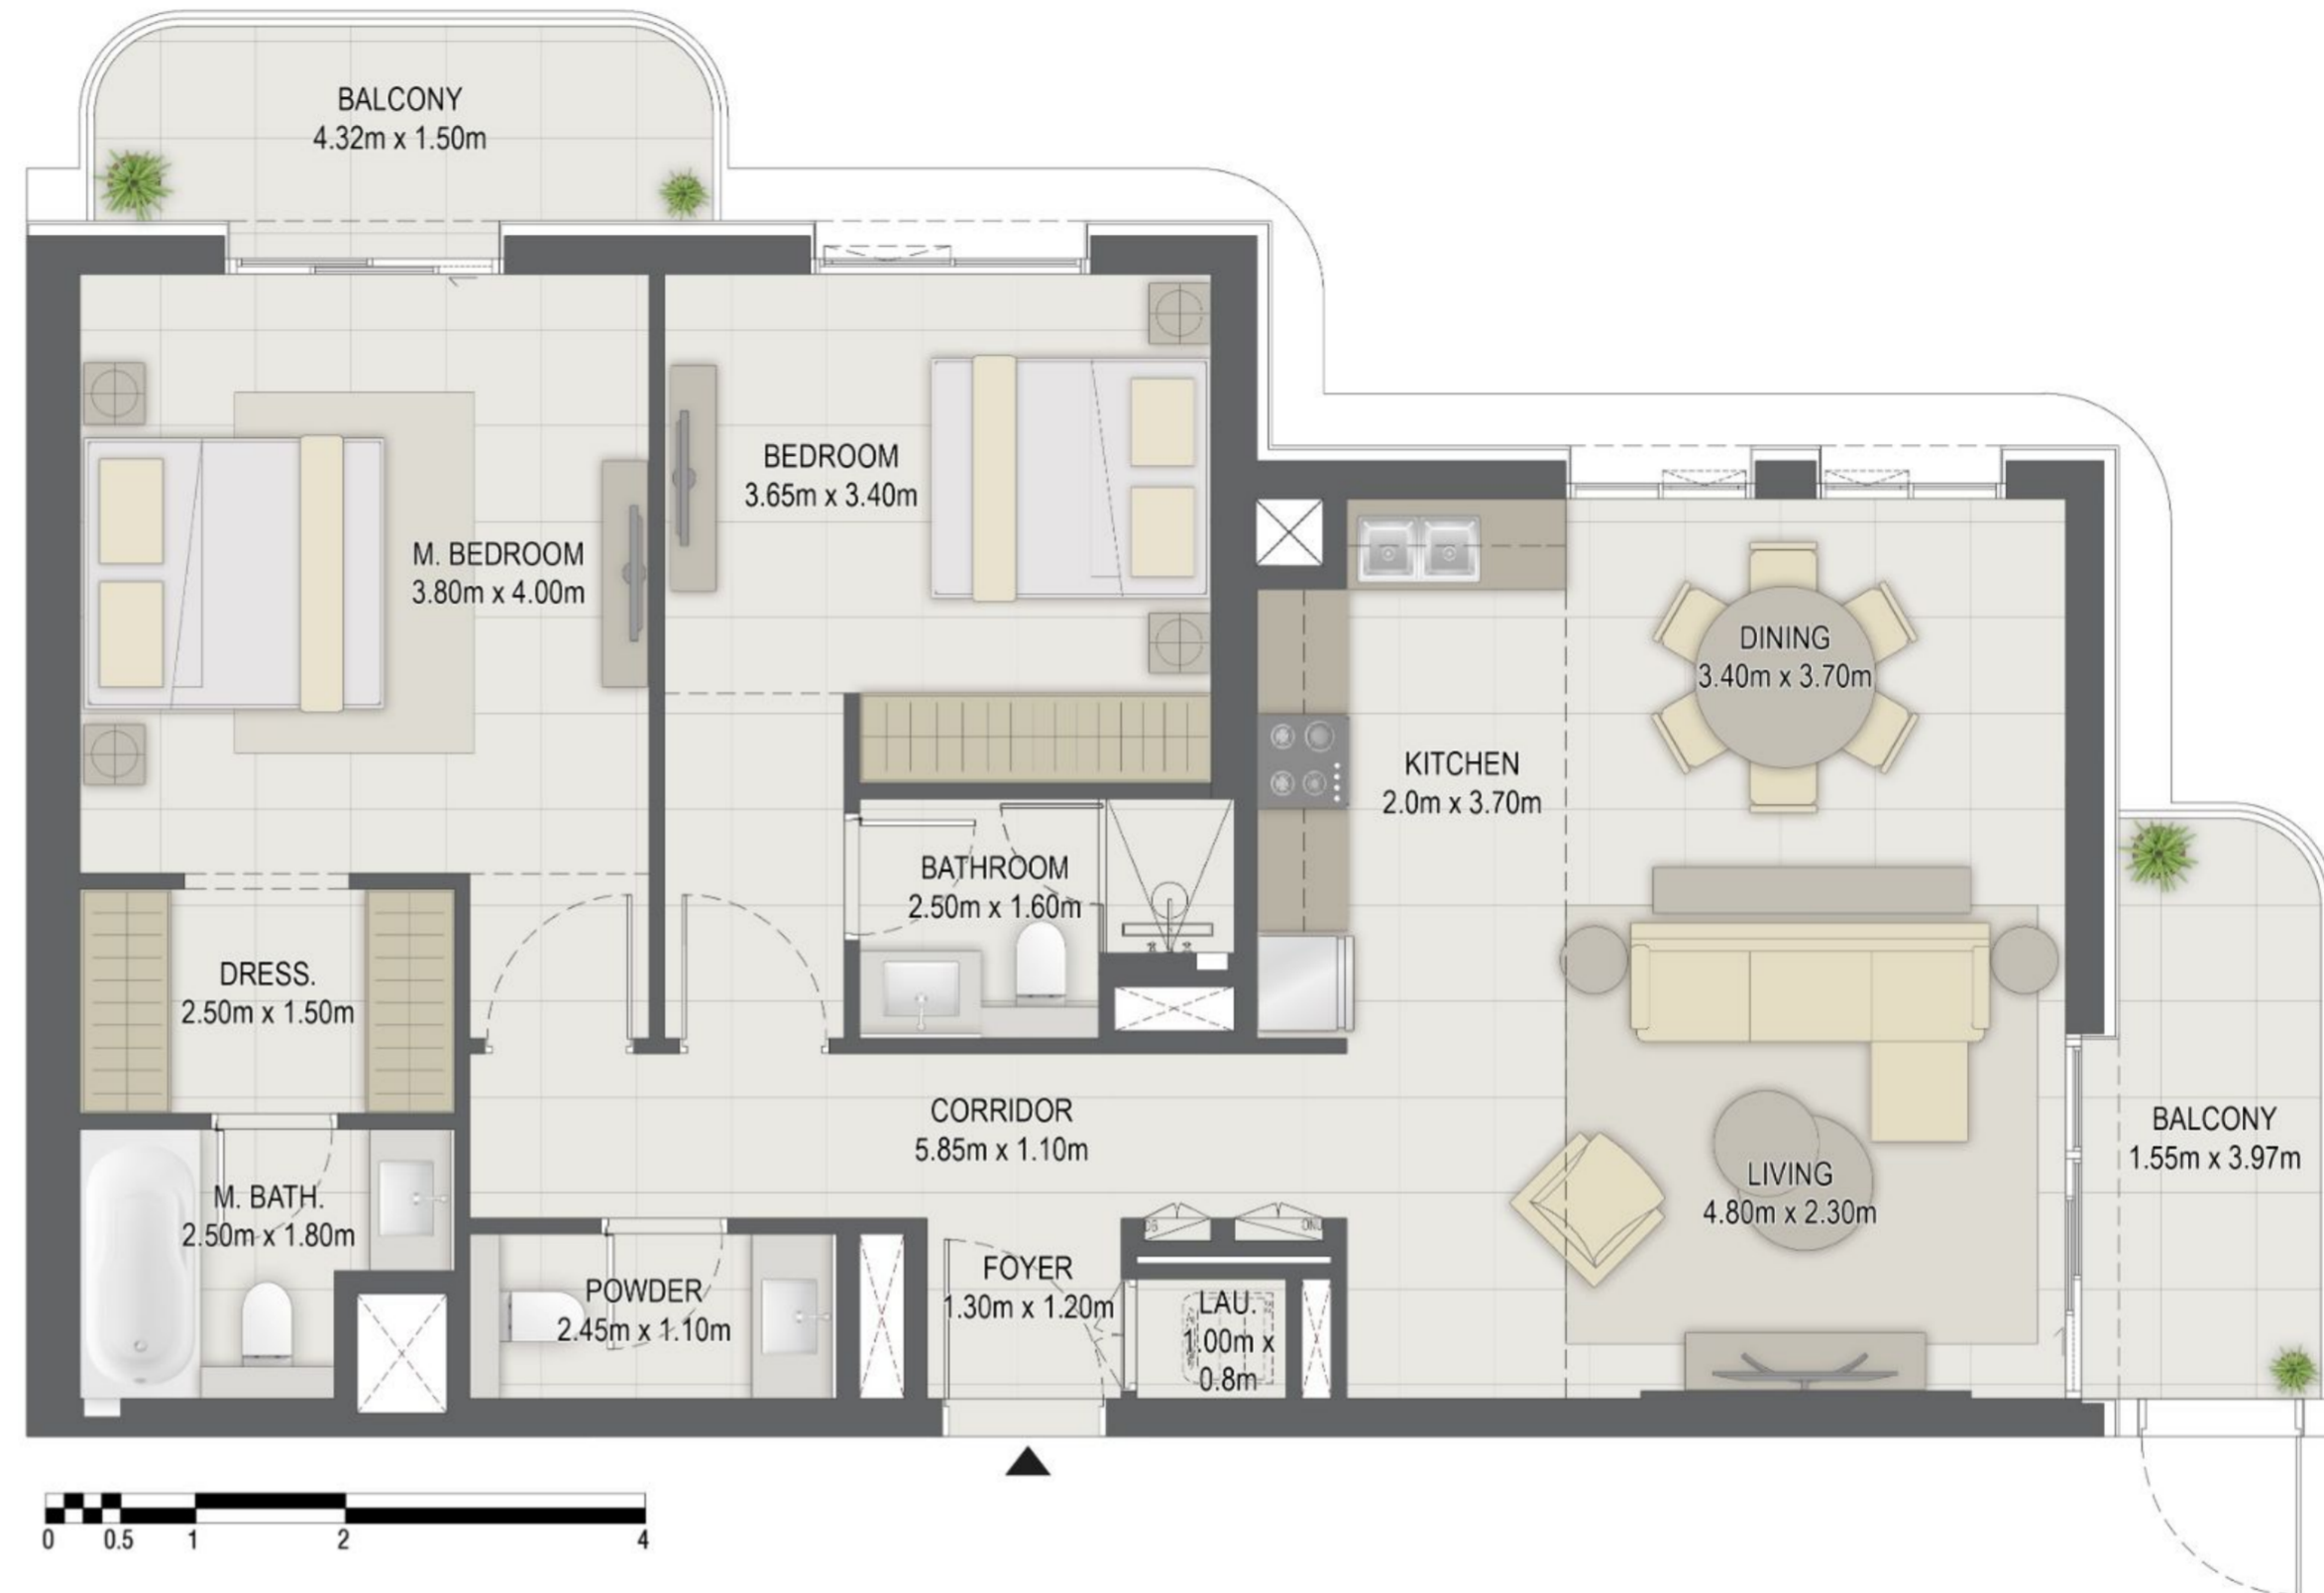 BALCONY
4.32m x 1.50m
BEDROOM
3.65m x 3.40m
M. BEDROOM
3.80m x 4.00m
DINING
3.40m x 3.70m
KITCHEN
2.0m x 3.70m
BATHROOM
2.50m x 1.60m
DRESS.
2.50m x 1.50m
CORRIDOR
5.85m x 1.10m
BALCONY
1.55m x 3.97m
LIVING
4.80m x 2.30m
M. BATH.
2.50m x 1.80m
DB
ONU
FOYER
1.30m x 1.20m
POWDER
2.45m x 1.10m
LAU.
1.00m x
0.8m
0 0.5 1 2 4